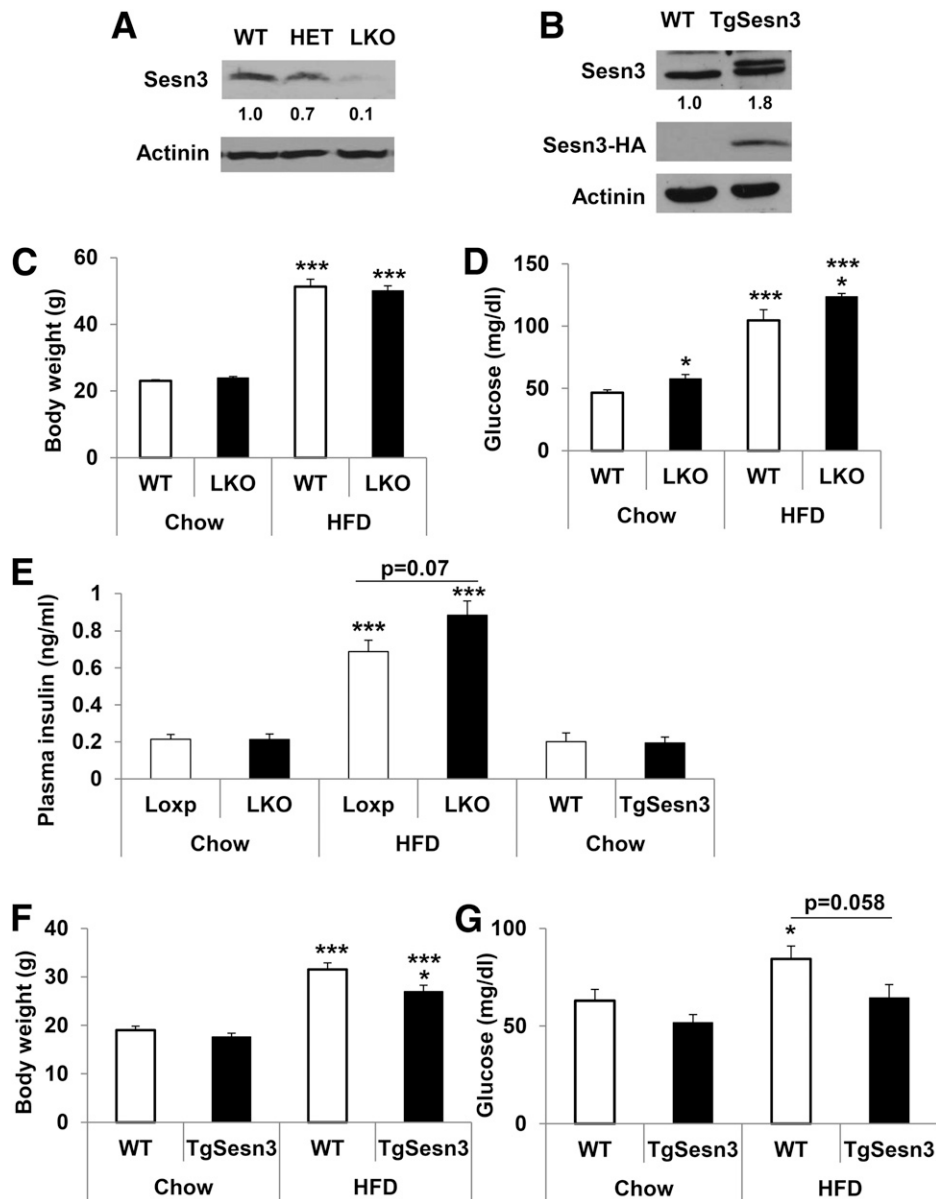 A
WT HET LKO
Sesn3
1.0 0.7 0.1
Actinin
B
WT TgSesn3
Sesn3
1.0 1.8
Sesn3-HA
Actinin
C
Body weight (g)
60
40
20
0
*** ***
WT LKO WT LKO
Chow HFD
D
Glucose (mg/dl)
150
100
50
0
* *** ***
*
WT LKO WT LKO
Chow HFD
E
p=0.07
Plasma insulin (ng/ml)
1
0.8
0.6
0.4
0.2
0
*** ***
Loxp LKO Loxp LKO WT TgSesn3
Chow HFD Chow
F
Body weight (g)
40
30
20
10
0
*** ***
*
WT TgSesn3 WT TgSesn3
Chow HFD
G
p=0.058
Glucose (mg/dl)
100
50
0
*
WT TgSesn3 WT TgSesn3
Chow HFD